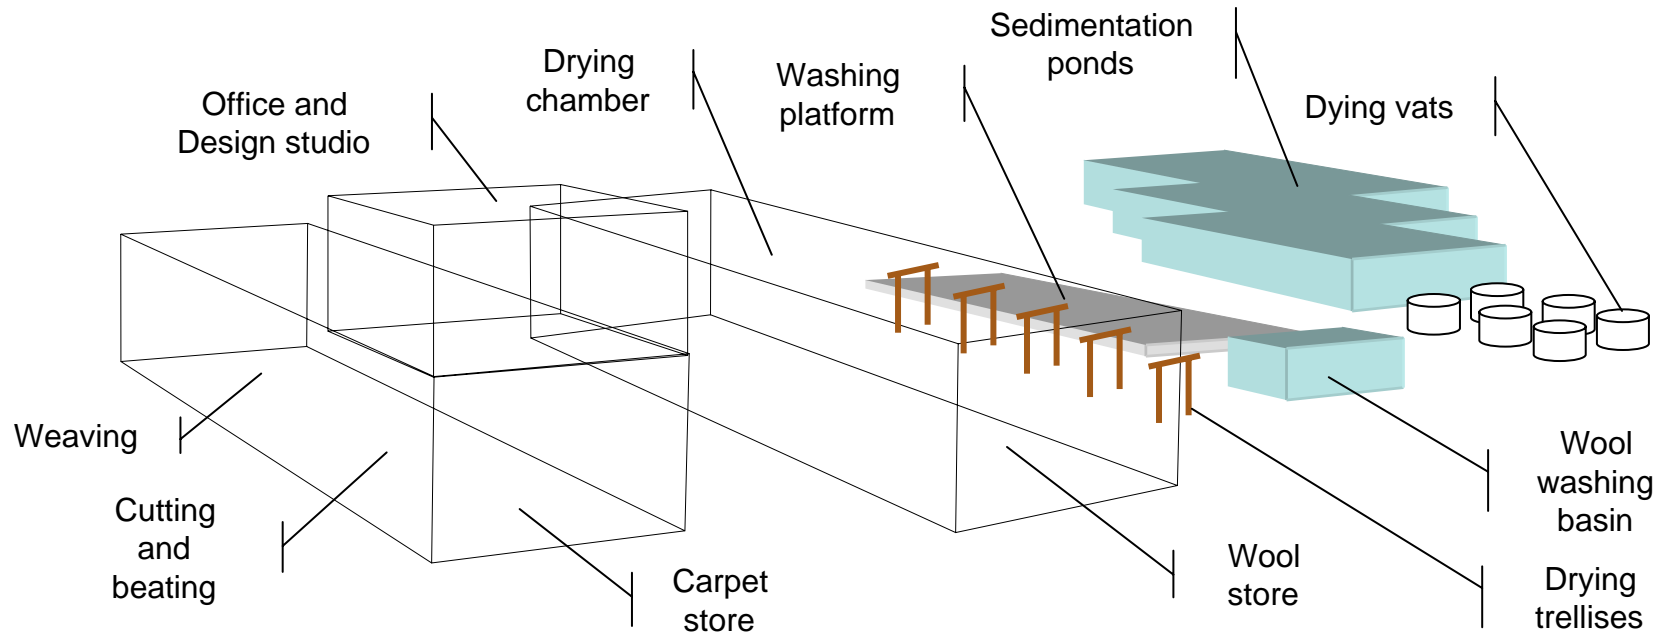 Sedimentation
ponds
Drying
chamber
Washing
platform
Office and
Design studio
Dying vats
Weaving
Cutting
and
beating
Carpet
store
Wool
store
Wool
washing
basin
Drying
trellises